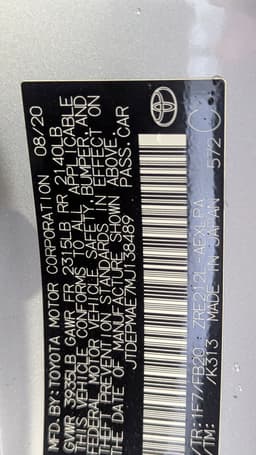 MFD.BY:TOYOTA MOTOR CORPORATION 08/20
GVWR 3935LB GAWR FR 2315LB RR 2140LB
THIS VEHICLE CONFORMS TO ALL APPLICABLE
FEDERAL MOTOR VEHICLE SAFETY, BUMPER, AND
THEFT PREVENTION STANDARDS IN EFFECT ON
THE DATE OF MANUFACTURE SHOWN ABOVE.
JTDEPMAE7MJ136489 PASS.CAR
/TR:1F7/FB20 ZRE212L-AEXLPA
/TM: /K313 MADE IN JAPAN 572